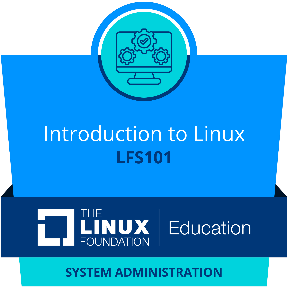 Introduction to Linux
LFS101
THE
LINUX
FOUNDATION
Education
SYSTEM ADMINISTRATION